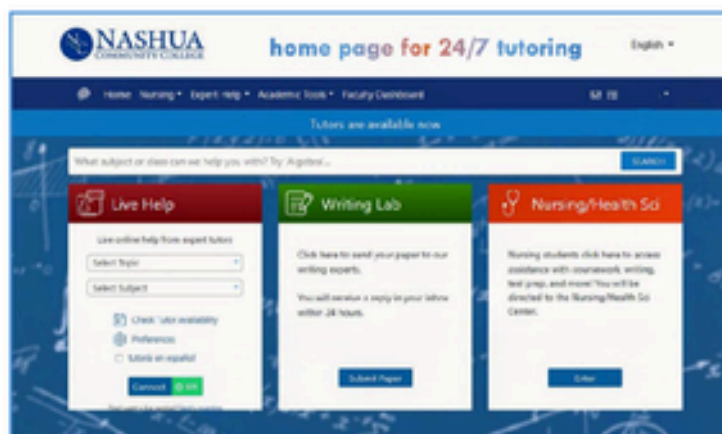 NASHUA
COMMUNITY COLLEGE
home page for 24/7 tutoring
English
Home Nursing Expert Help Academic Tools Faculty Dashboard
Tutors are available now
What subject or class can we help you with? Try 'Algebra'...
SEARCH
Live Help
Live online help from expert tutors
Select Topic
Select Subject
Check Tutor availability
Preferences
tutoría en español
Connect
Writing Lab
Click here to send your paper to our
writing experts.
You will receive a reply in your inbox
within 24 hours.
Submit Paper
Nursing/Health Sci
Nursing students click here to access
assistance with coursework, writing,
test prep, and more! You will be
directed to the Nursing/Health Sci
Center.
Enter